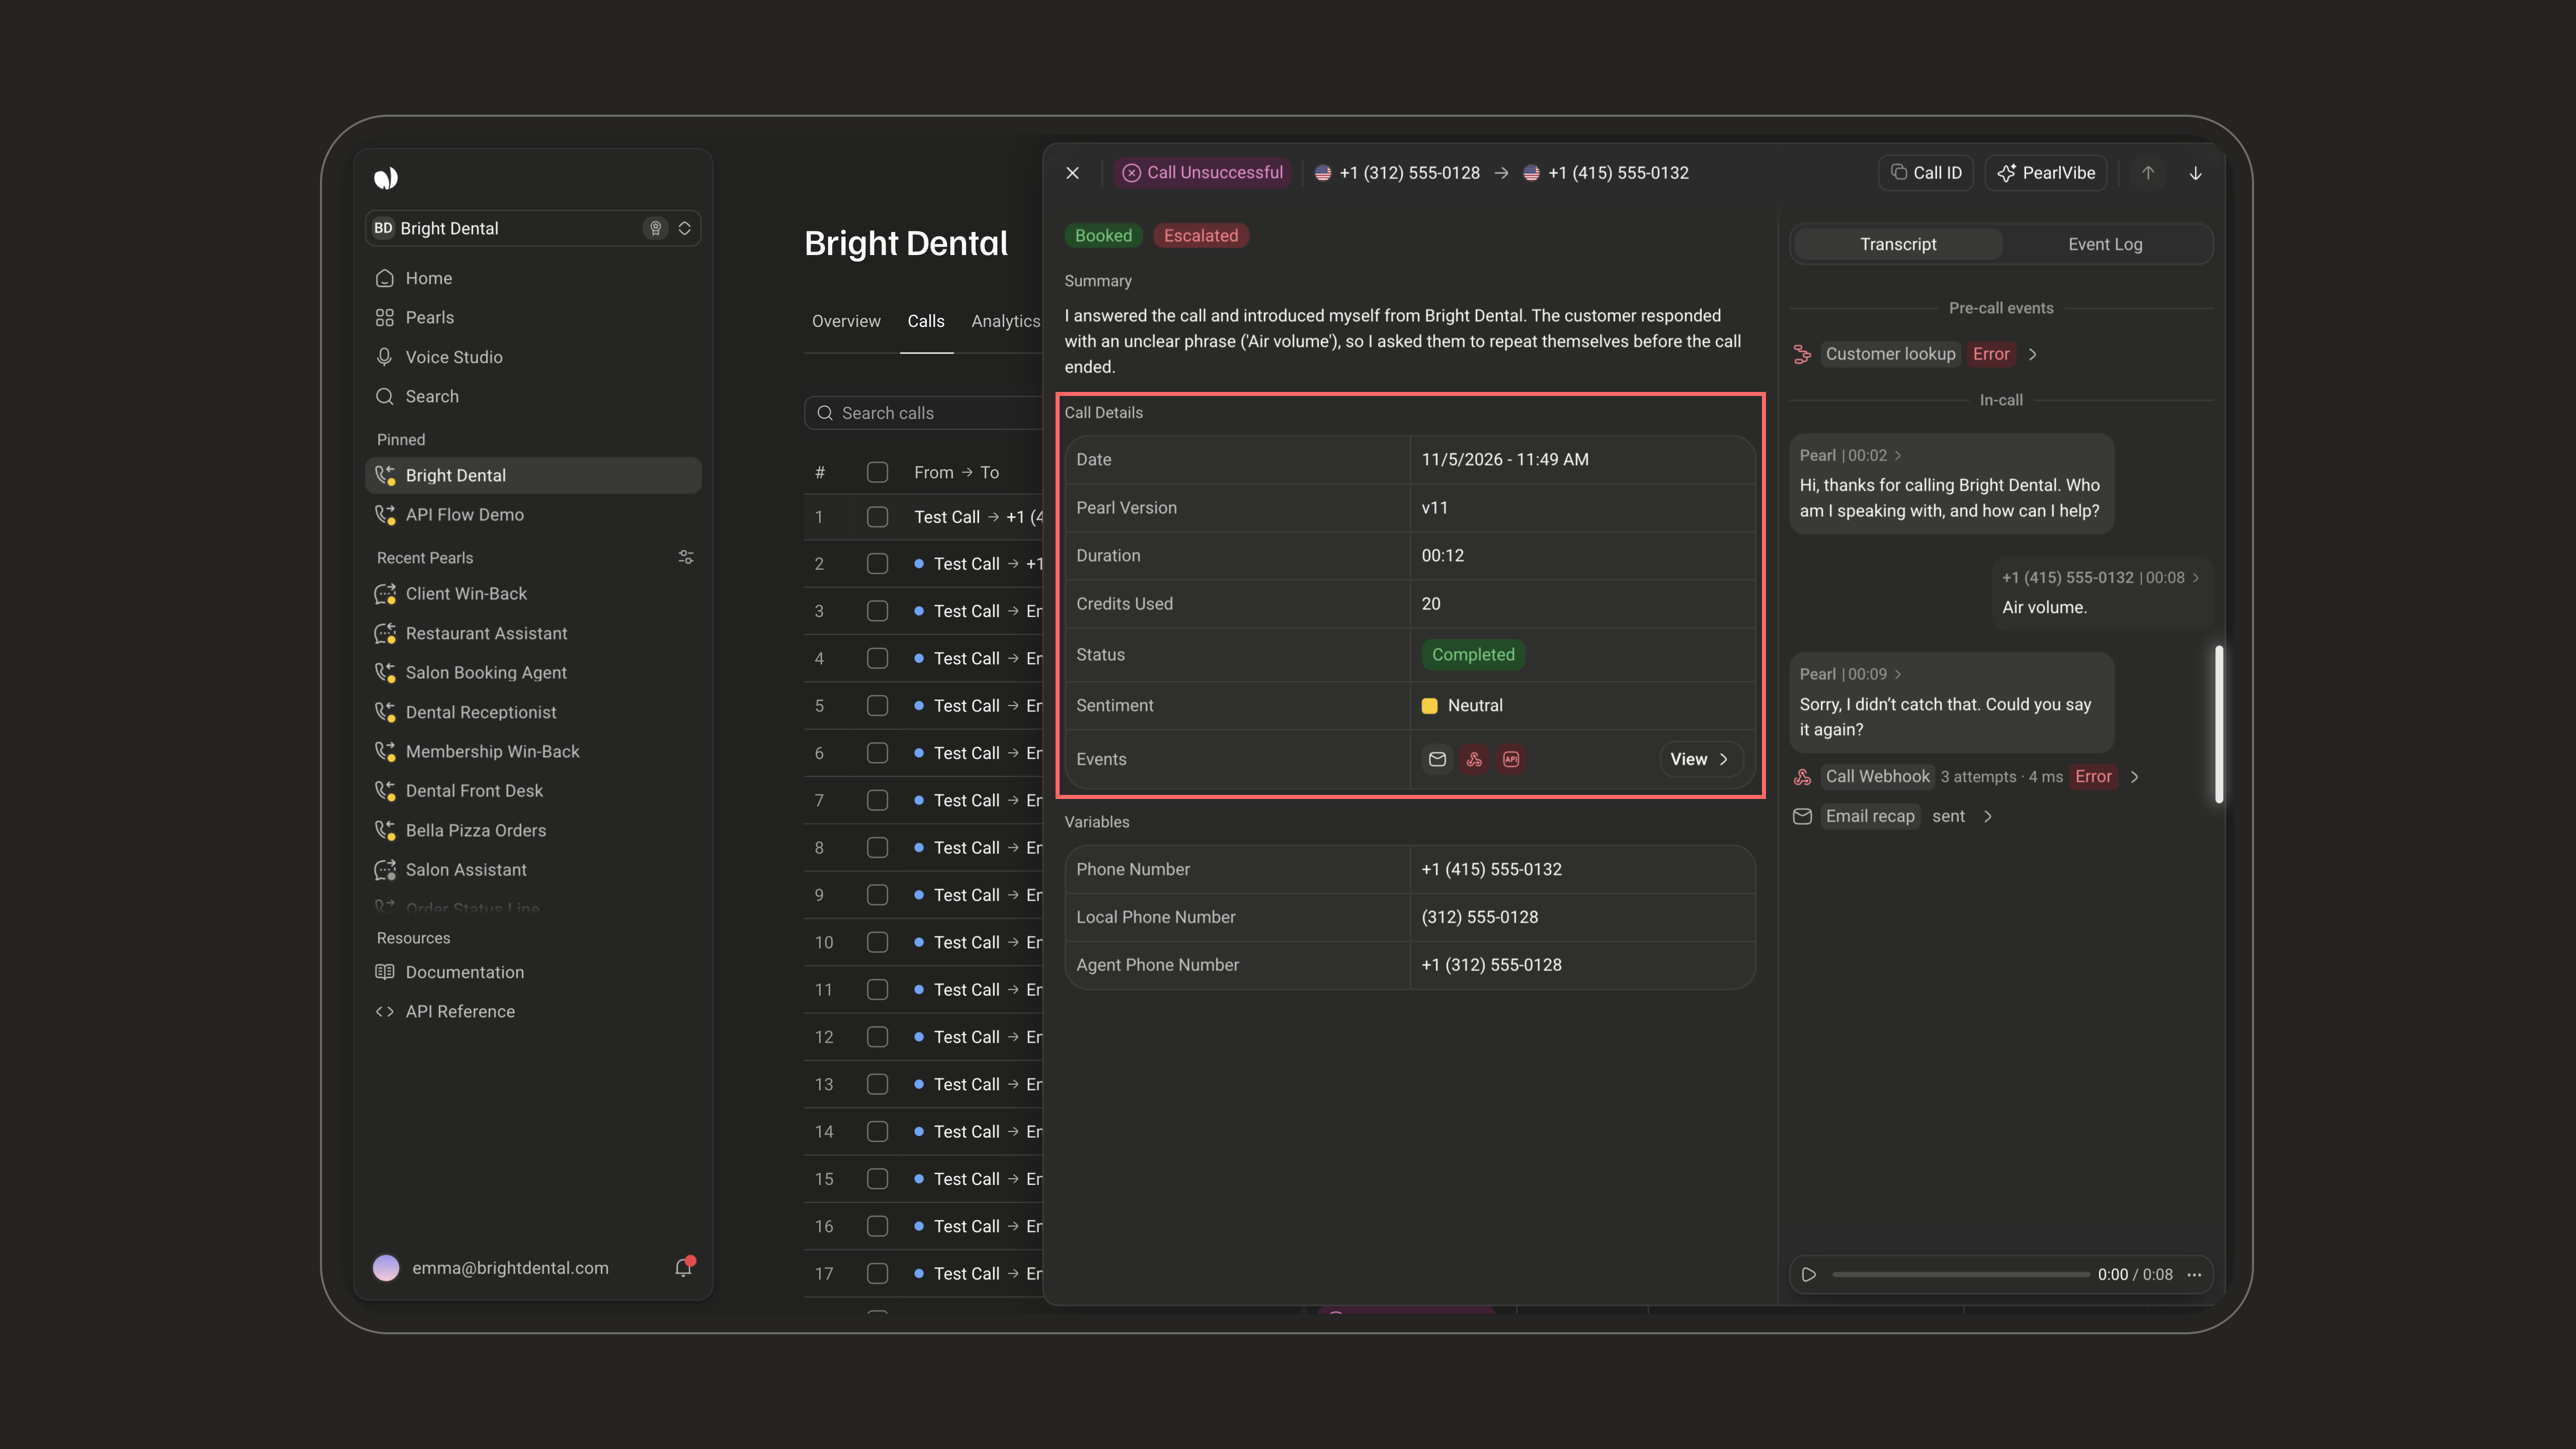 BD Bright Dental
Home
Pearls
Voice Studio
Search
Pinned
Bright Dental
API Flow Demo
Recent Pearls
Client Win-Back
Restaurant Assistant
Salon Booking Agent
Dental Receptionist
Membership Win-Back
Dental Front Desk
Bella Pizza Orders
Salon Assistant
Order Status Line
Resources
Documentation
API Reference
emma@brightdental.com
Bright Dental
Overview Calls Analytics
Search calls
# From → To
1 Test Call → +1 (4
2 Test Call → +1
3 Test Call → Er
4 Test Call → Er
5 Test Call → Er
6 Test Call → Er
7 Test Call → Er
8 Test Call → Er
9 Test Call → Er
10 Test Call → Er
11 Test Call → Er
12 Test Call → Er
13 Test Call → Er
14 Test Call → Er
15 Test Call → Er
16 Test Call → Er
17 Test Call → Er
Call Unsuccessful +1 (312) 555-0128 → +1 (415) 555-0132 Call ID PearlVibe
Booked Escalated
Summary
I answered the call and introduced myself from Bright Dental. The customer responded
with an unclear phrase ('Air volume'), so I asked them to repeat themselves before the call
ended.
Call Details
Date 11/5/2026 - 11:49 AM
Pearl Version v11
Duration 00:12
Credits Used 20
Status Completed
Sentiment Neutral
Events API View
Variables
Phone Number +1 (415) 555-0132
Local Phone Number (312) 555-0128
Agent Phone Number +1 (312) 555-0128
Transcript Event Log
Pre-call events
Customer lookup Error
In-call
Pearl | 00:02
Hi, thanks for calling Bright Dental. Who
am I speaking with, and how can I help?
+1 (415) 555-0132 | 00:08
Air volume.
Pearl | 00:09
Sorry, I didn’t catch that. Could you say
it again?
Call Webhook 3 attempts · 4 ms Error
Email recap sent
0:00 / 0:08